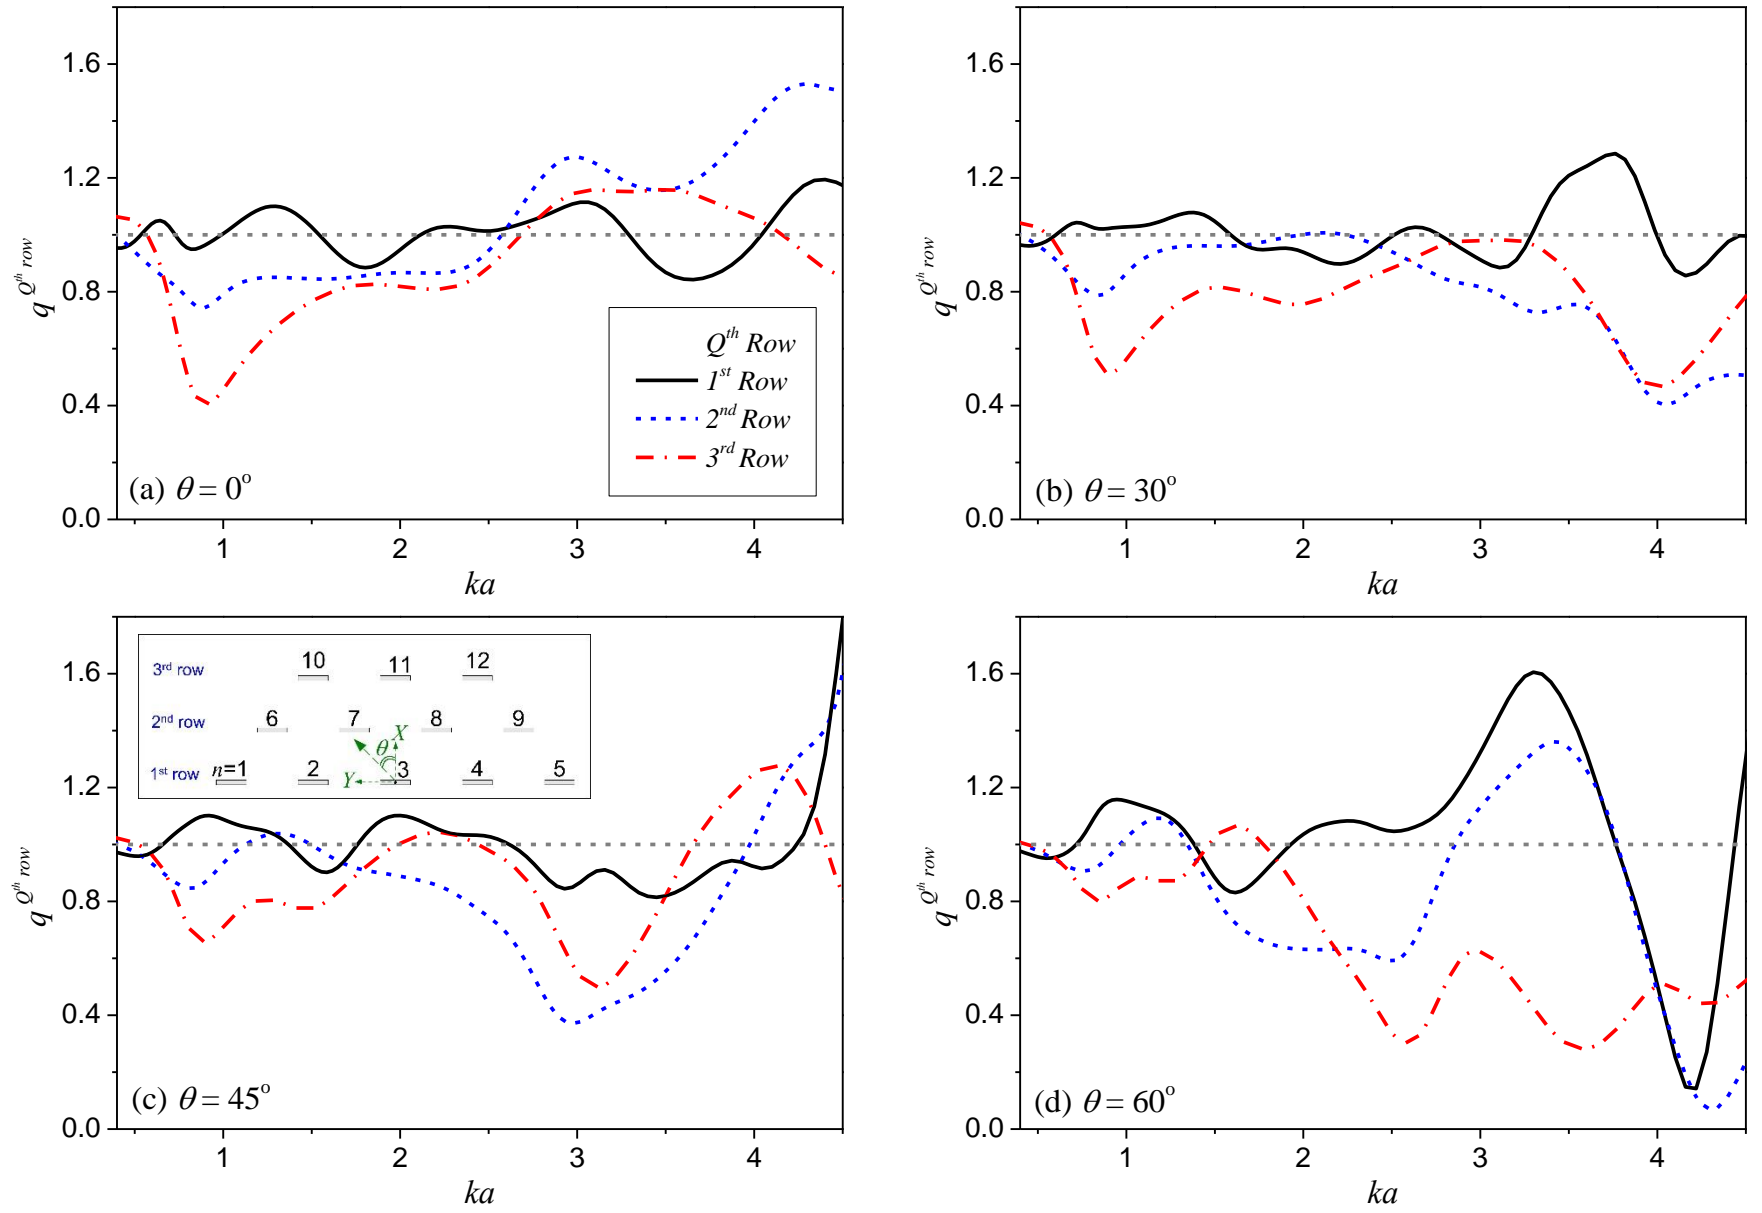 1.6
1.2
0.8
0.4
0.0
q^{Q^{th} row}
Q^{th} Row
1^{st} Row
2^{nd} Row
3^{rd} Row
(a) θ = 0°
1 2 3 4
ka
1.6
1.2
0.8
0.4
0.0
q^{Q^{th} row}
(b) θ = 30°
1 2 3 4
ka
1.6
1.2
0.8
0.4
0.0
q^{Q^{th} row}
3^{rd} row 10 11 12
2^{nd} row 6 7 8 9
X
θ
1^{st} row n=1 2 Y 3 4 5
(c) θ = 45°
1 2 3 4
ka
1.6
1.2
0.8
0.4
0.0
q^{Q^{th} row}
(d) θ = 60°
1 2 3 4
ka